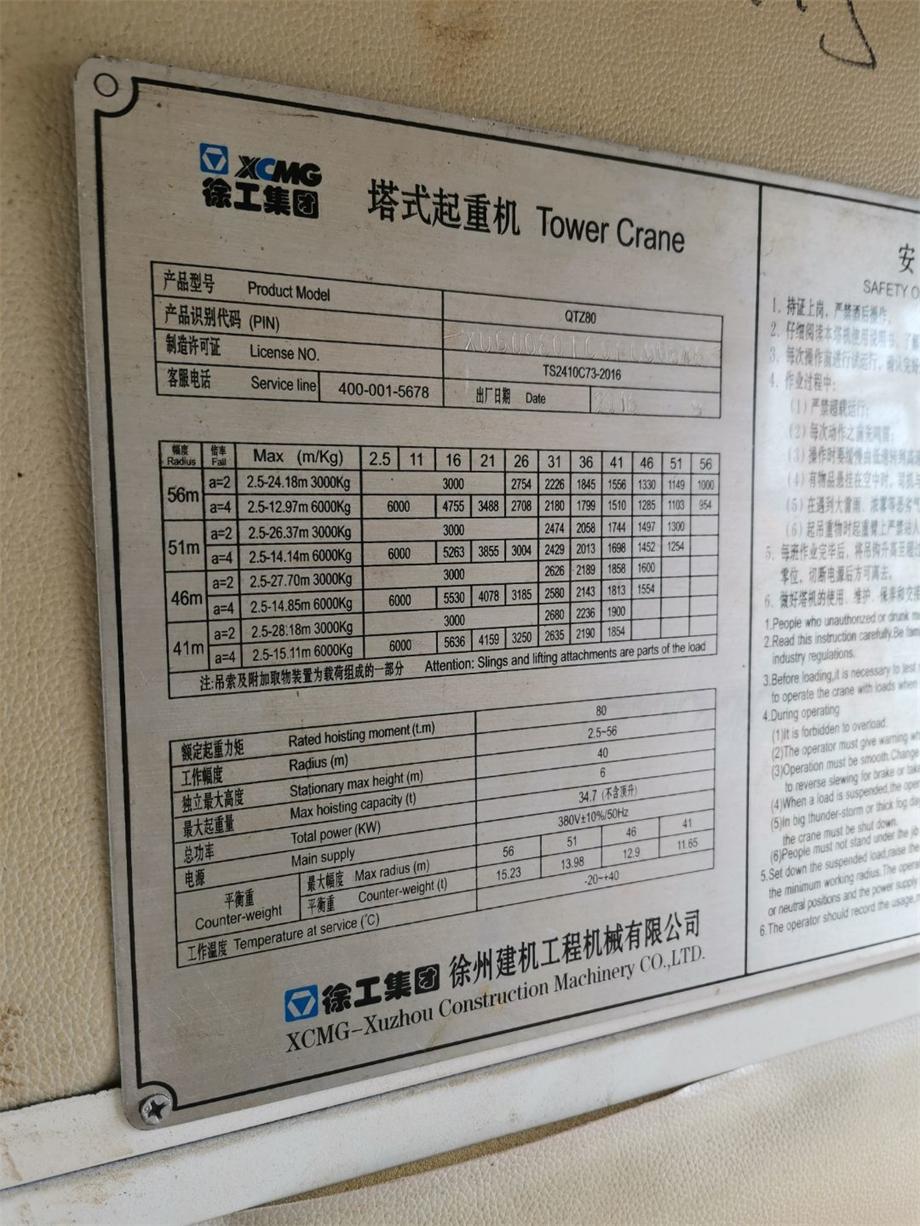 XCMG
徐工集团
塔式起重机 Tower Crane
产品型号 Product Model QTZ80
产品识别代码 (PIN)
制造许可证 License NO. TS2410C73-2016
客服电话 Service line 400-001-5678 出厂日期 Date
幅度 Radius 倍率 Fall Max (m/Kg) 2.5 11 16 21 26 31 36 41 46 51 56
56m a=2 2.5-24.18m 3000Kg 3000 2754 2226 1845 1556 1330 1149 1000
a=4 2.5-12.97m 6000Kg 6000 4755 3488 2708 2180 1799 1510 1285 1103 954
51m a=2 2.5-26.37m 3000Kg 3000 2474 2058 1744 1497 1300
a=4 2.5-14.14m 6000Kg 6000 5263 3855 3004 2429 2013 1698 1452 1254
46m a=2 2.5-27.70m 3000Kg 3000 2626 2189 1858 1600
a=4 2.5-14.85m 6000Kg 6000 5530 4078 3185 2580 2143 1813 1554
41m a=2 2.5-28.18m 3000Kg 3000 2680 2236 1900
a=4 2.5-15.11m 6000Kg 6000 5636 4159 3250 2635 2190 1854
注:吊索及附加取物装置为载荷组成的一部分 Attention: Slings and lifting attachments are parts of the load
额定起重力矩 Rated hoisting moment (t.m) 80
工作幅度 Radius (m) 2.5~56
独立最大高度 Stationary max height (m) 40
最大起重量 Max hoisting capacity (t) 6
总功率 Total power (KW) 34.7 (不含顶升)
电源 Main supply 380V±10%/50Hz
平衡重 Counter-weight 最大幅度 Max radius (m) 56 51 46 41
平衡重 Counter-weight (t) 15.23 13.98 12.9 11.65
工作温度 Temperature at service (℃) -20~+40
徐工集团 徐州建机工程机械有限公司
XCMG-Xuzhou Construction Machinery CO.,LTD.
安
SAFETY O
1. 持证上岗，严禁酒后操作。
2. 仔细阅读本塔机使用说明书，了解
3. 每次操作前进行试运行，确认完好
4. 作业过程中:
(1) 严禁超载运行;
(2) 每次动作之前先鸣笛;
(3) 操作时要缓慢由低速转到高速
(4) 有物品悬挂在空中时，司机与
(5) 在遇到大雷雨、浓雾等恶劣气
(6) 起吊重物时起重臂上严禁站人
5. 每班作业完毕后，将吊钩升高至超过
零位，切断电源后方可离去。
6. 做好塔机的使用、维护、保养和交接
1.People who unauthorized or drunk
2.Read this instruction carefully.Be
industry regulations.
3.Before loading,it is necessary to test
to operate the crane with loads when
4.During operating
(1)It is forbidden to overload.
(2)The operator must give warning wh
(3)Operation must be smooth.Chang
to reverse slewing for brake or take
(4)When a load is suspended,the ope
(5)In big thunder-storm or thick fog
the crane must be shut down.
(6)People must not stand under the
5.Set down the suspended load,raise the
the minimum working radius.The oper
or neutral positions and the power supply
6.The operator should record the usage,